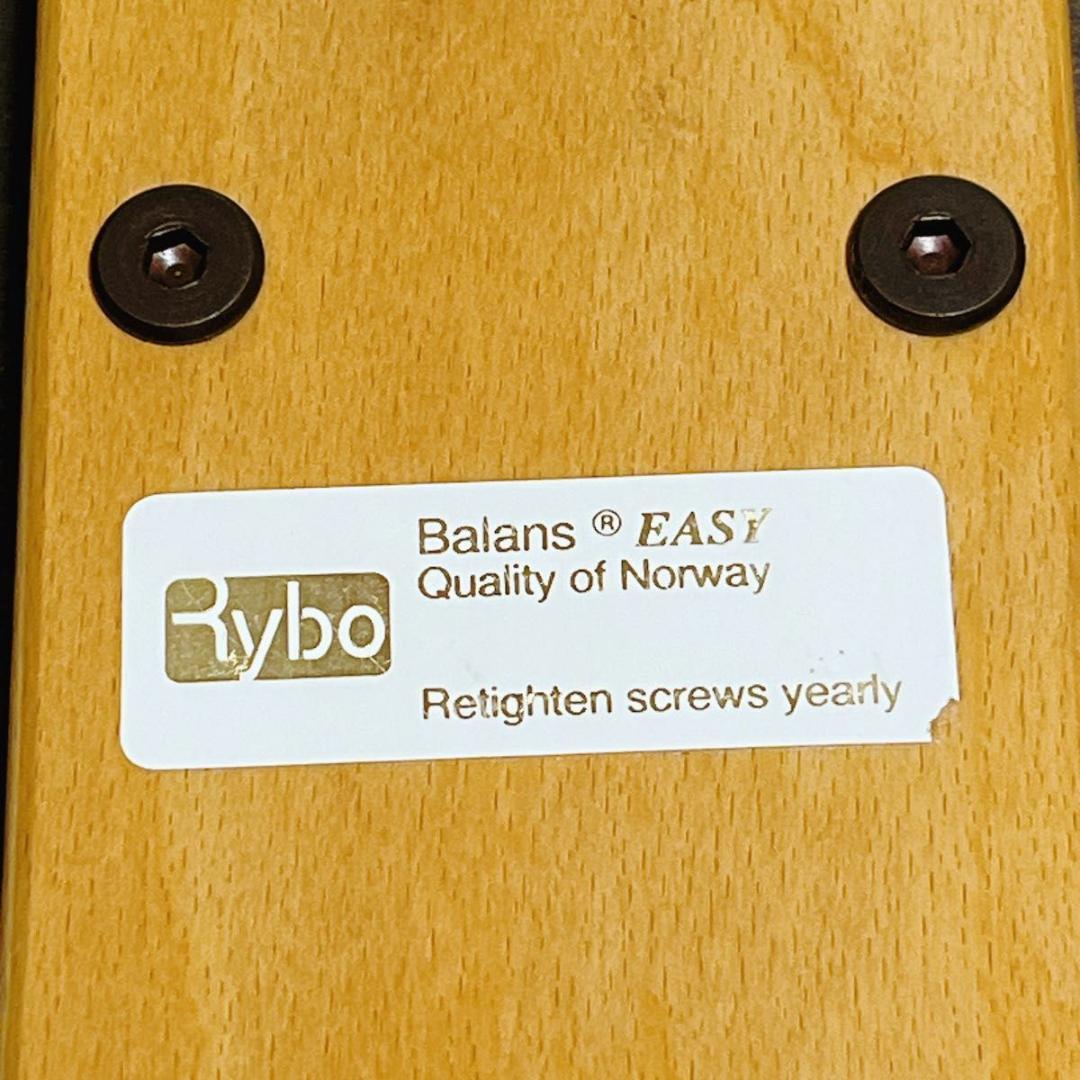 Balans ® EASY
Quality of Norway
Rybo
Retighten screws yearly